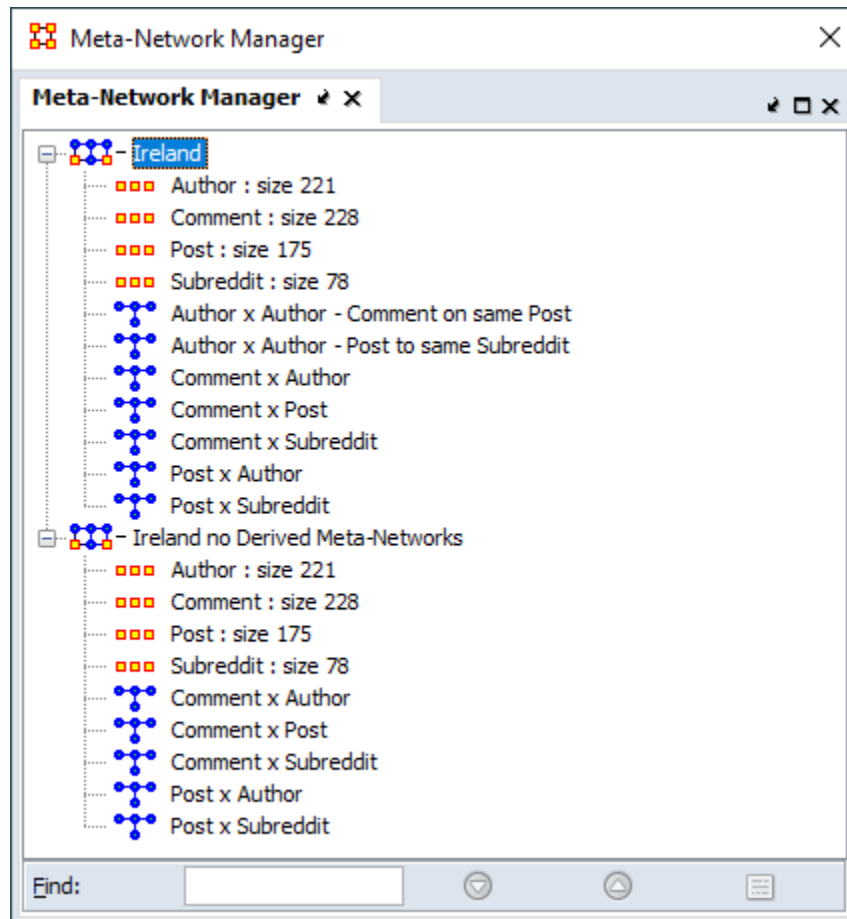 Meta-Network Manager
Meta-Network Manager
– Ireland
Author : size 221
Comment : size 228
Post : size 175
Subreddit : size 78
Author x Author - Comment on same Post
Author x Author - Post to same Subreddit
Comment x Author
Comment x Post
Comment x Subreddit
Post x Author
Post x Subreddit
– Ireland no Derived Meta-Networks
Author : size 221
Comment : size 228
Post : size 175
Subreddit : size 78
Comment x Author
Comment x Post
Comment x Subreddit
Post x Author
Post x Subreddit
Find: